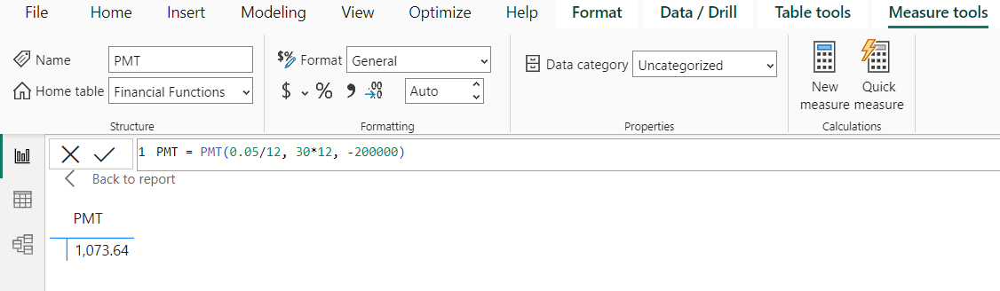 File Home Insert Modeling View Optimize Help Format Data / Drill Table tools Measure tools
Name PMT
Home table Financial Functions
Structure
$% Format General
$ % , .00 →.0 Auto
Formatting
Data category Uncategorized
Properties
New measure
Quick measure
Calculations
1 PMT = PMT(0.05/12, 30*12, -200000)
Back to report
PMT
1,073.64